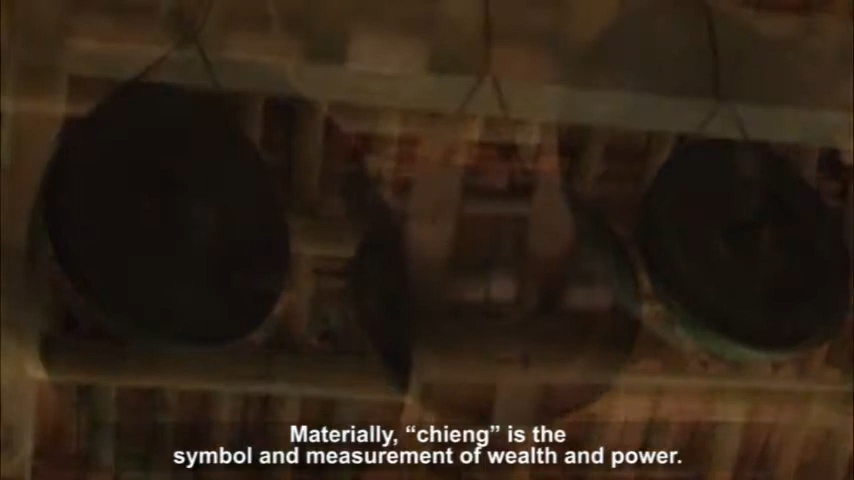 Materially, “chieng” is the
symbol and measurement of wealth and power.